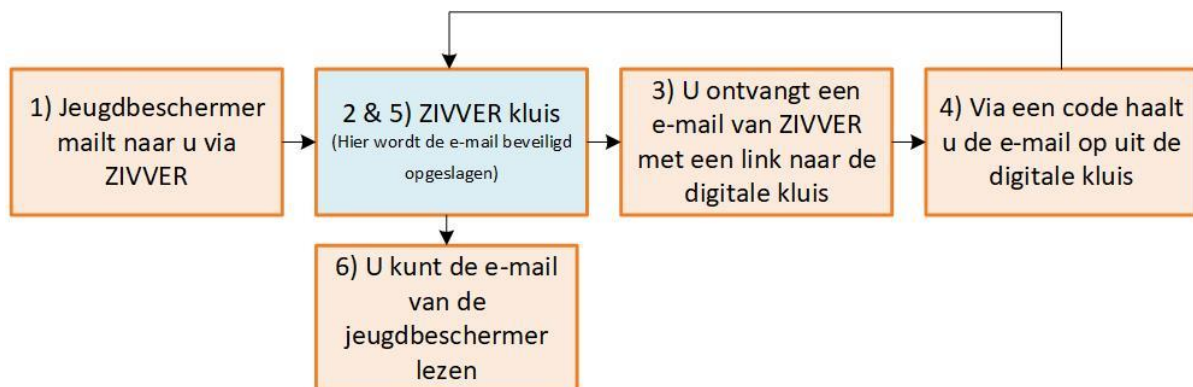 1) Jeugdbeschermer
mailt naar u via
ZIVVER
2 & 5) ZIVVER kluis
(Hier wordt de e-mail beveiligd
opgeslagen)
3) U ontvangt een
e-mail van ZIVVER
met een link naar de
digitale kluis
4) Via een code haalt
u de e-mail op uit de
digitale kluis
6) U kunt de e-mail
van de
jeugdbeschermer
lezen